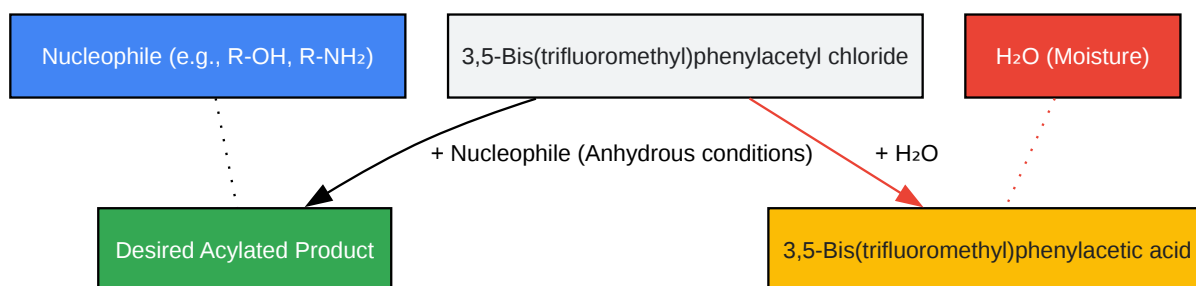 Nucleophile (e.g., R-OH, R-NH₂)
3,5-Bis(trifluoromethyl)phenylacetyl chloride
H₂O (Moisture)
+ Nucleophile (Anhydrous conditions)
+ H₂O
Desired Acylated Product
3,5-Bis(trifluoromethyl)phenylacetic acid